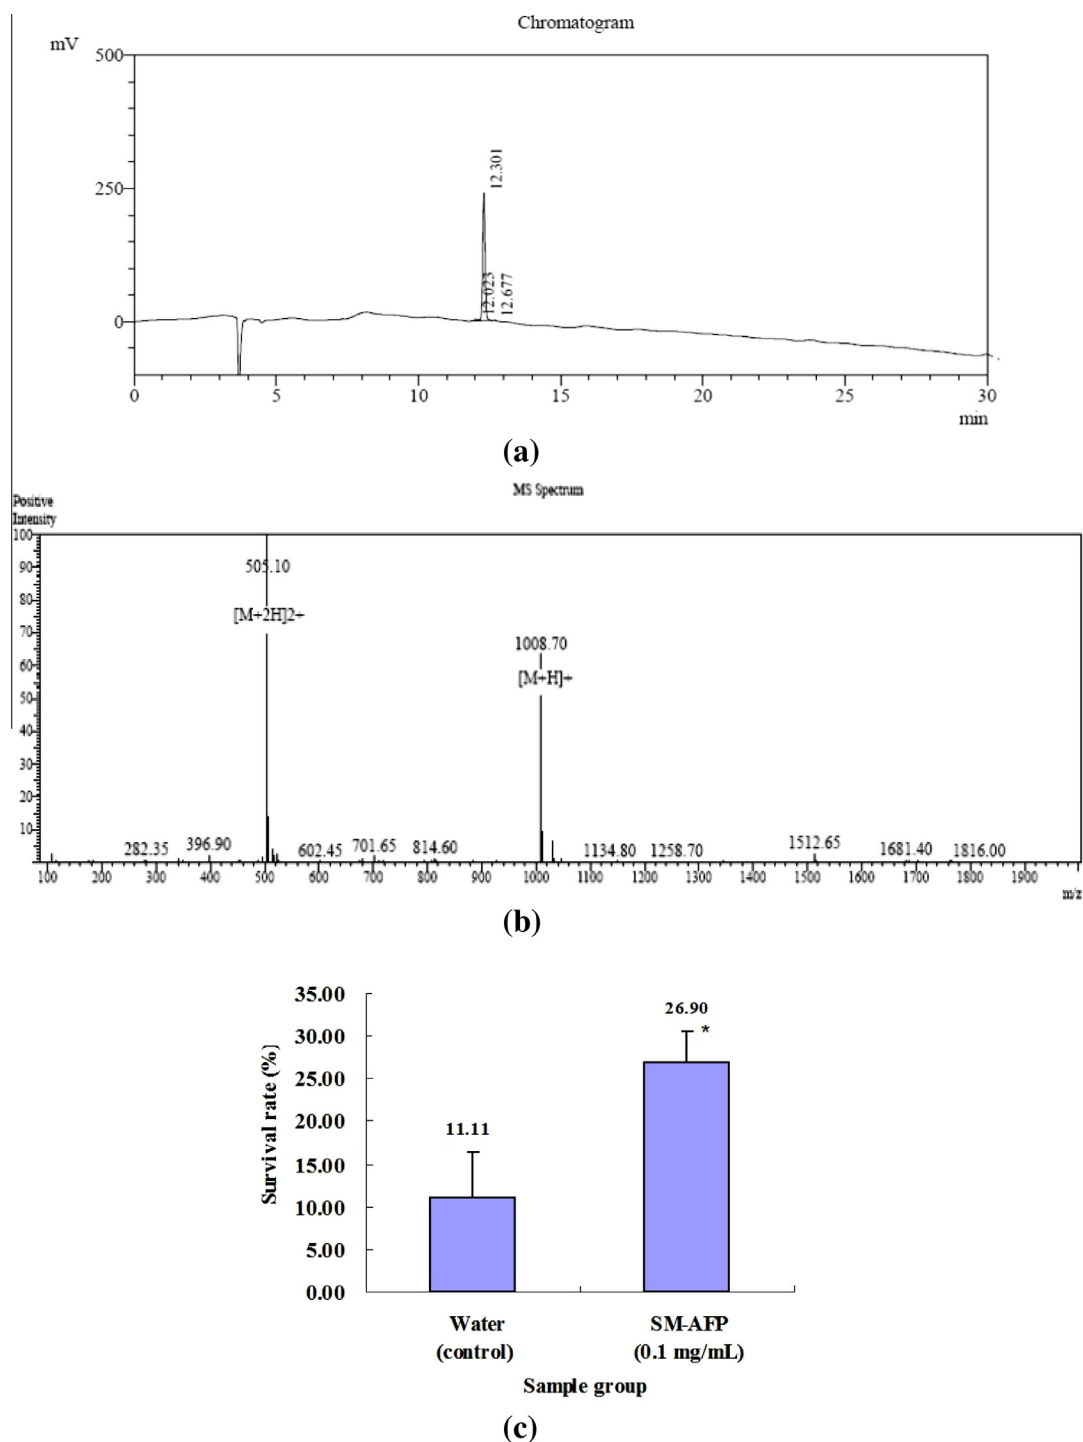 Chromatogram
mV
500
250
0
12.301
12.023
12.677
0 5 10 15 20 25 30
min
(a)
MS Spectrum
Positive
Intensity
100
90
80
70
60
50
40
30
20
10
505.10
[M+2H]2+
1008.70
[M+H]+
282.35 396.90 602.45 701.65 814.60 1134.80 1258.70 1512.65 1681.40 1816.00
100 200 300 400 500 600 700 800 900 1000 1100 1200 1300 1400 1500 1600 1700 1800 1900
m/z
(b)
Survival rate (%)
35.00
30.00
25.00
20.00
15.00
10.00
5.00
0.00
11.11
26.90
*
Water
(control)
SM-AFP
(0.1 mg/mL)
Sample group
(c)